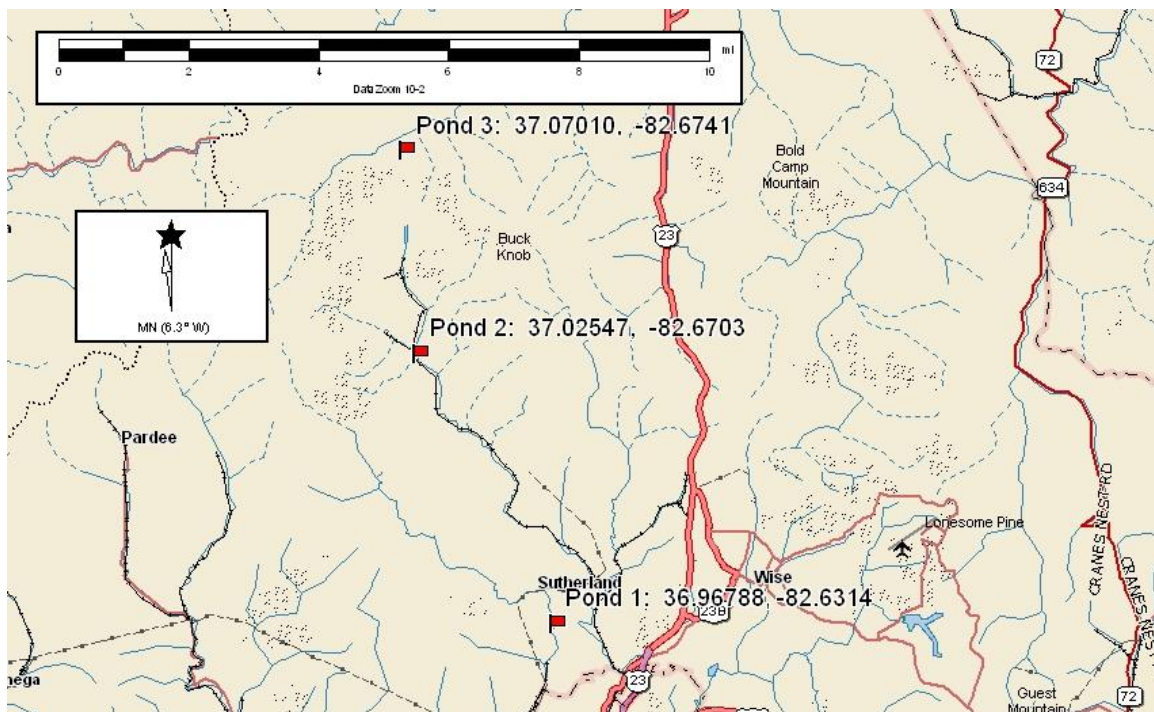 72
mi
0
2
4
6
8
10
Data Zoom 10-2
Pond 3: 37.07010, -82.6741
Bold
Camp
Mountain
634
23
Buck
Knob
MN (6.3° W)
Pond 2: 37.02547, -82.6703
Pardee
CRANES NEST RD
Lonesome Pine
Sutherland
Wise
Pond 1: 36.96788, -82.6314
23B
CRANES NEST
23
Guest
Mountain
72